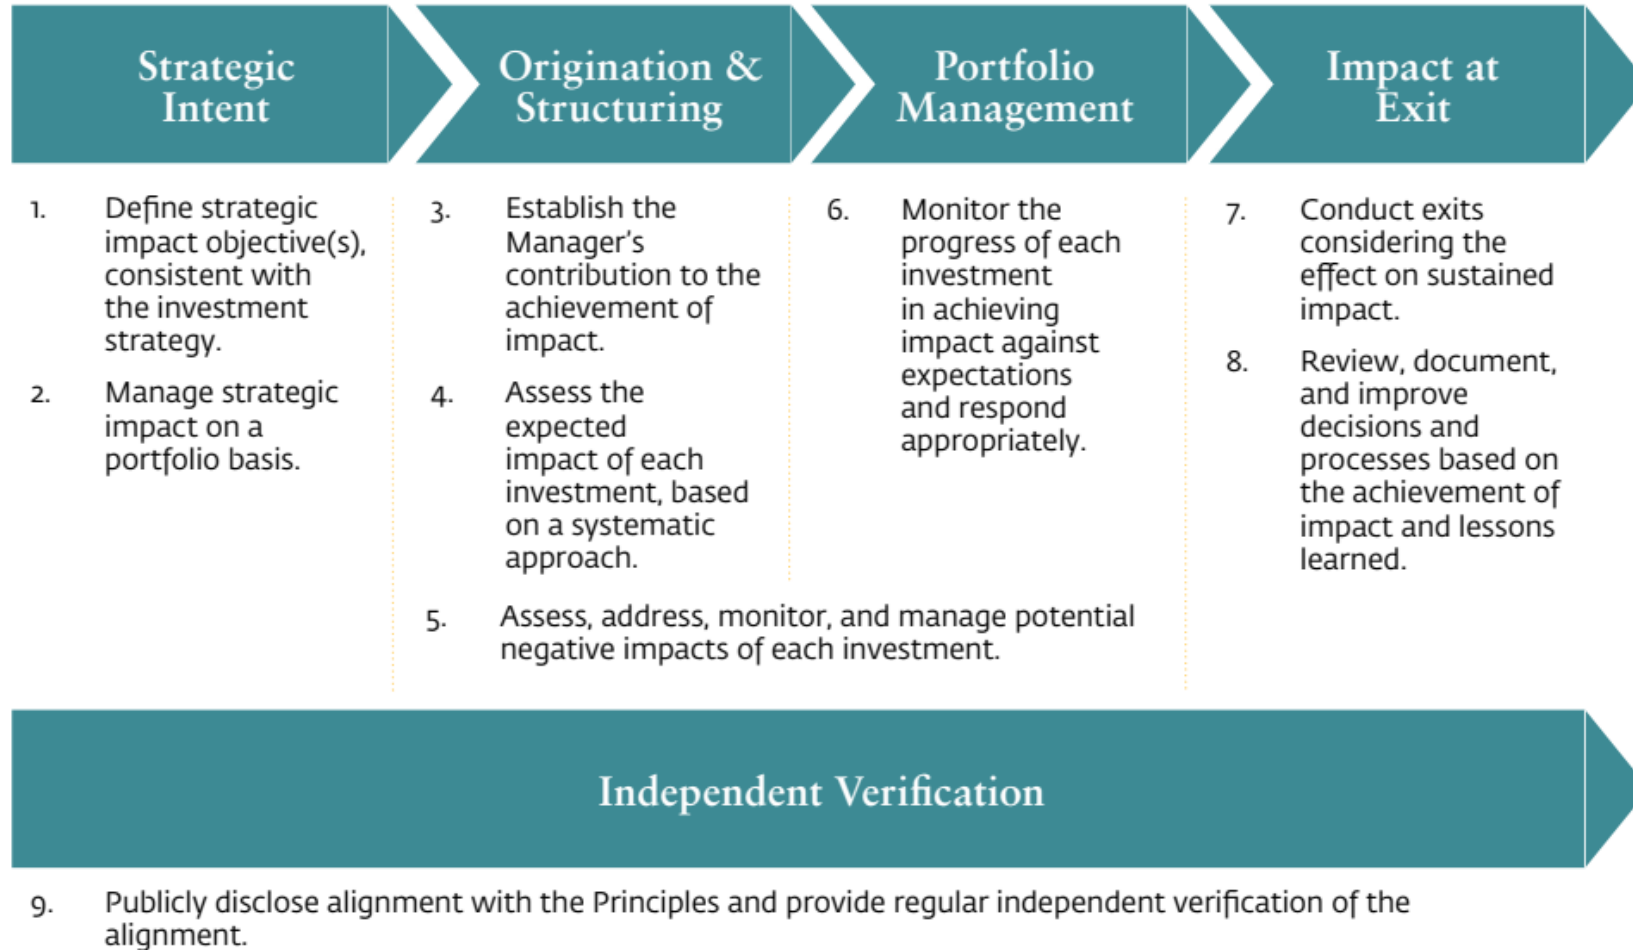 Strategic
Intent
Origination &
Structuring
Portfolio
Management
Impact at
Exit
1. Define strategic
impact objective(s),
consistent with
the investment
strategy.
2. Manage strategic
impact on a
portfolio basis.
3. Establish the
Manager’s
contribution to the
achievement of
impact.
4. Assess the
expected
impact of each
investment, based
on a systematic
approach.
6. Monitor the
progress of each
investment
in achieving
impact against
expectations
and respond
appropriately.
5. Assess, address, monitor, and manage potential
negative impacts of each investment.
7. Conduct exits
considering the
effect on sustained
impact.
8. Review, document,
and improve
decisions and
processes based on
the achievement of
impact and lessons
learned.
Independent Verification
9. Publicly disclose alignment with the Principles and provide regular independent verification of the
alignment.